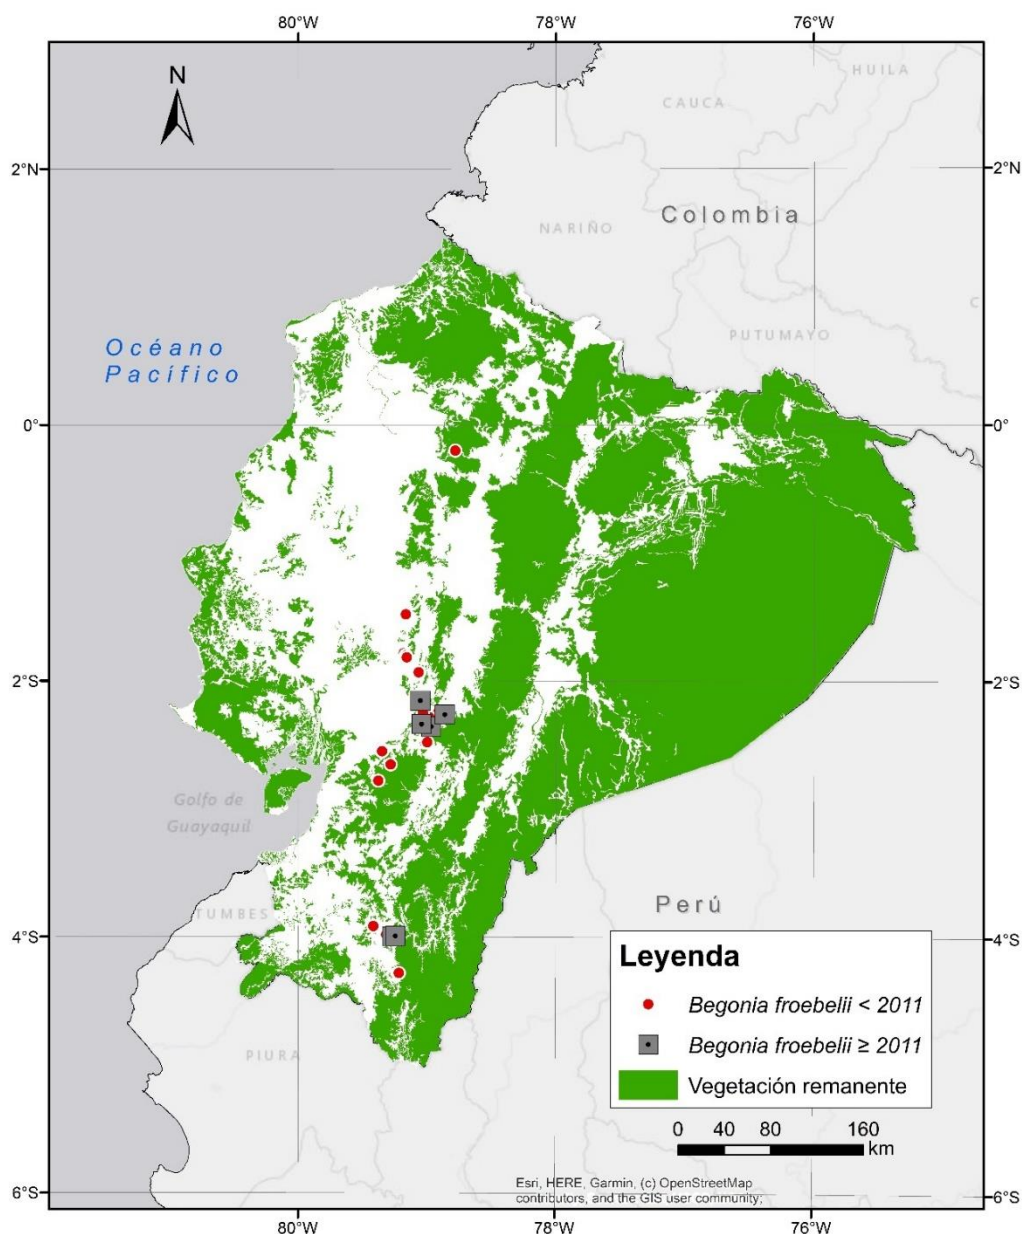 80°W 78°W 76°W
N
HUILA
CAUCA
2°N 2°N
Colombia
NARIÑO
PUTUMAYO
Océano
Pacífico
0° 0°
2°S 2°S
Golfo de
Guayaquil
Perú
TUMBES
4°S 4°S
Leyenda
Begonia froebelii < 2011
Begonia froebelii ≥ 2011
Vegetación remanente
PIURA
0 40 80 160
km
Esri, HERE, Garmin, (c) OpenStreetMap
contributors, and the GIS user community;
6°S 6°S
80°W 78°W 76°W